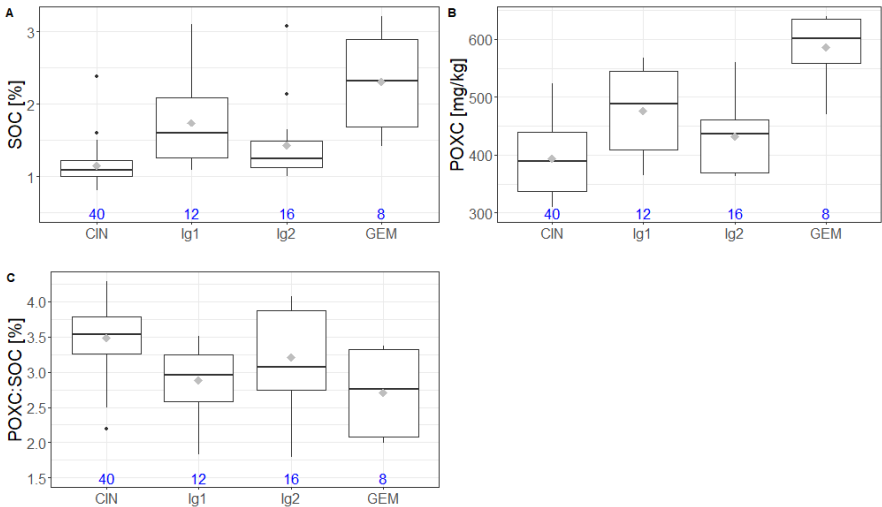 A
SOC [%]
3
2
1
40 12 16 8
CIN Ig1 Ig2 GEM
B
POXC [mg/kg]
600
500
400
300
40 12 16 8
CIN Ig1 Ig2 GEM
C
POXC:SOC [%]
4.0
3.5
3.0
2.5
2.0
1.5
40 12 16 8
CIN Ig1 Ig2 GEM